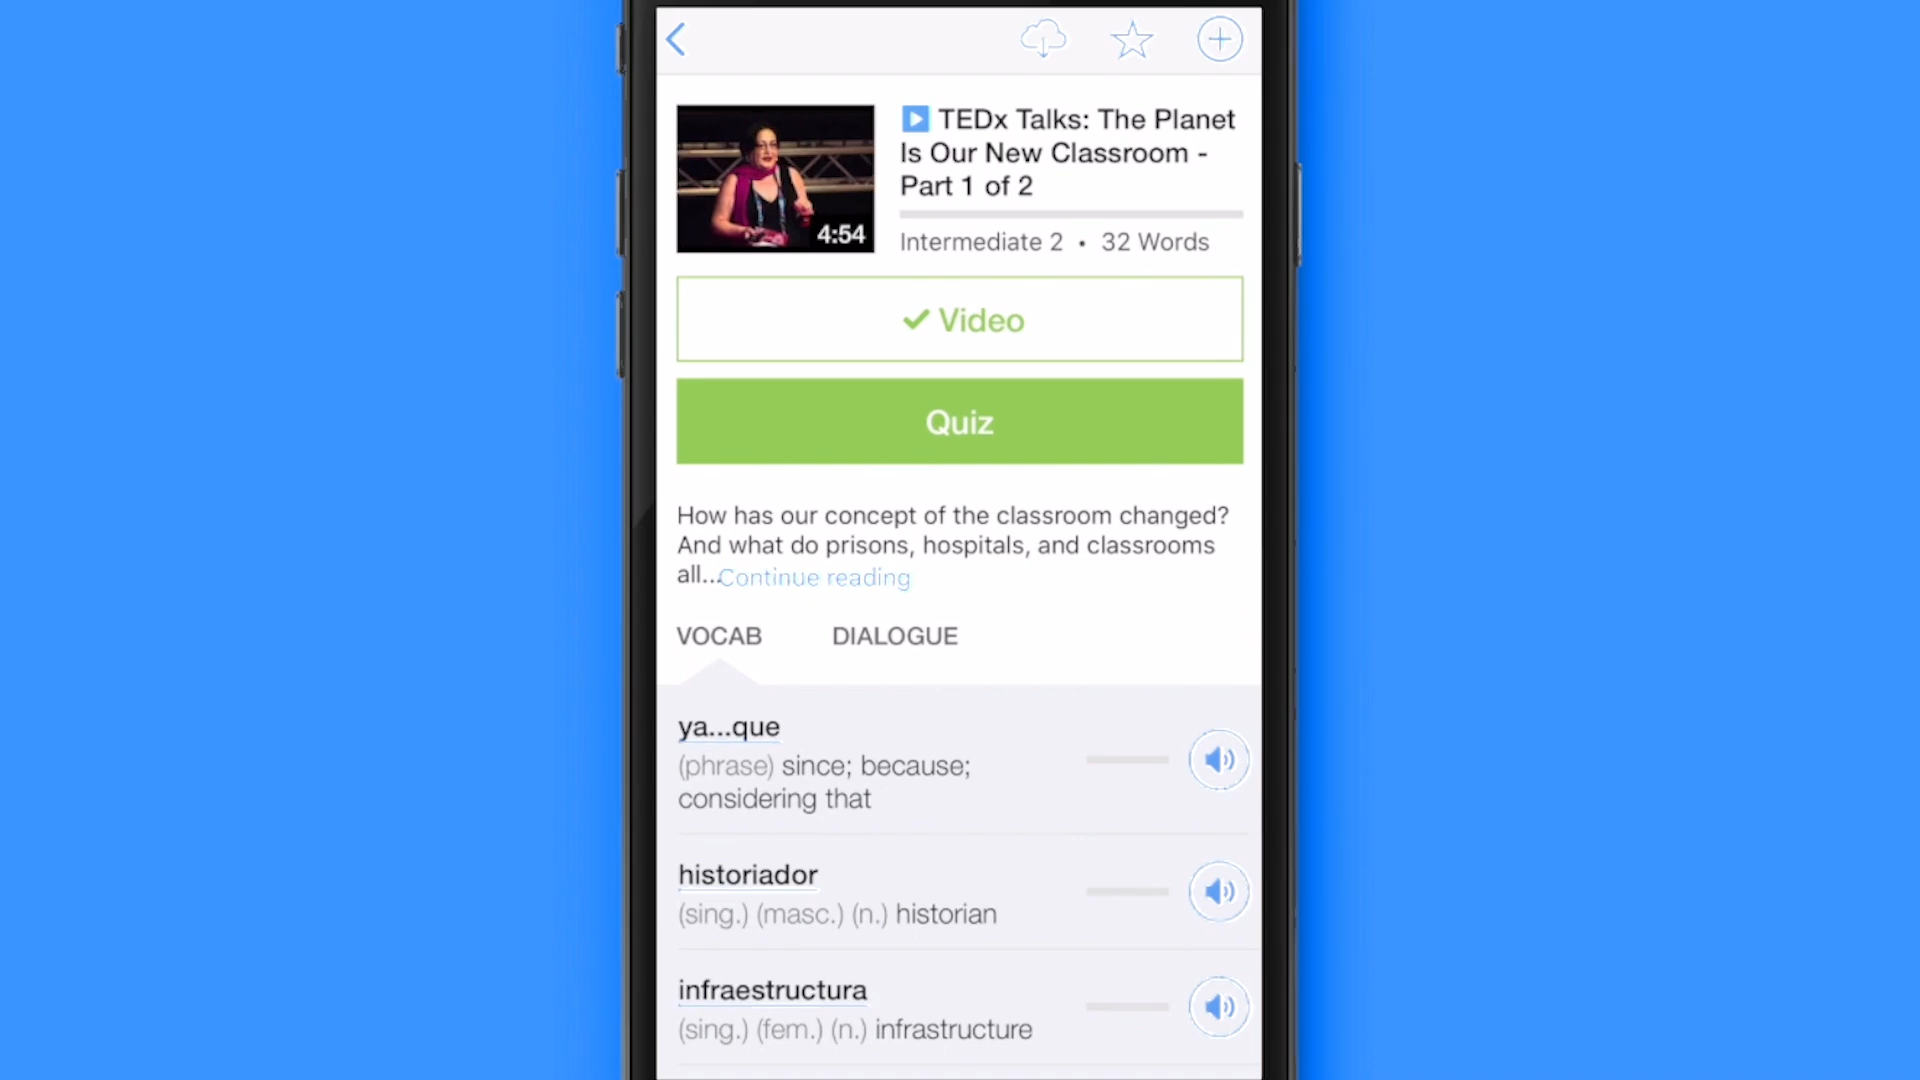 TEDx Talks: The Planet
Is Our New Classroom -
Part 1 of 2
4:54
Intermediate 2 • 32 Words
Video
Quiz
How has our concept of the classroom changed?
And what do prisons, hospitals, and classrooms
all...Continue reading
VOCAB DIALOGUE
ya...que
(phrase) since; because;
considering that
historiador
(sing.) (masc.) (n.) historian
infraestructura
(sing.) (fem.) (n.) infrastructure